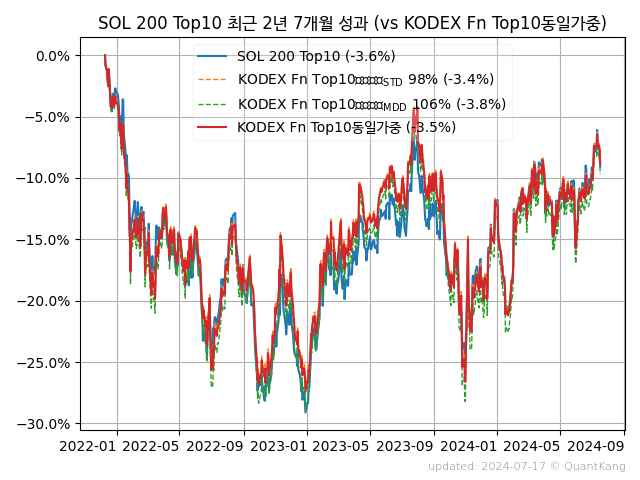 SOL 200 Top10 최근 2년 7개월 성과 (vs KODEX Fn Top10동일가중)
0.0%
SOL 200 Top10 (-3.6%)
KODEX Fn Top10□□□□STD 98% (-3.4%)
KODEX Fn Top10□□□□MDD 106% (-3.8%)
KODEX Fn Top10동일가중 (-3.5%)
−5.0%
−10.0%
−15.0%
−20.0%
−25.0%
−30.0%
2022-01 2022-05 2022-09 2023-01 2023-05 2023-09 2024-01 2024-05 2024-09
updated: 2024-07-17 © QuantKang